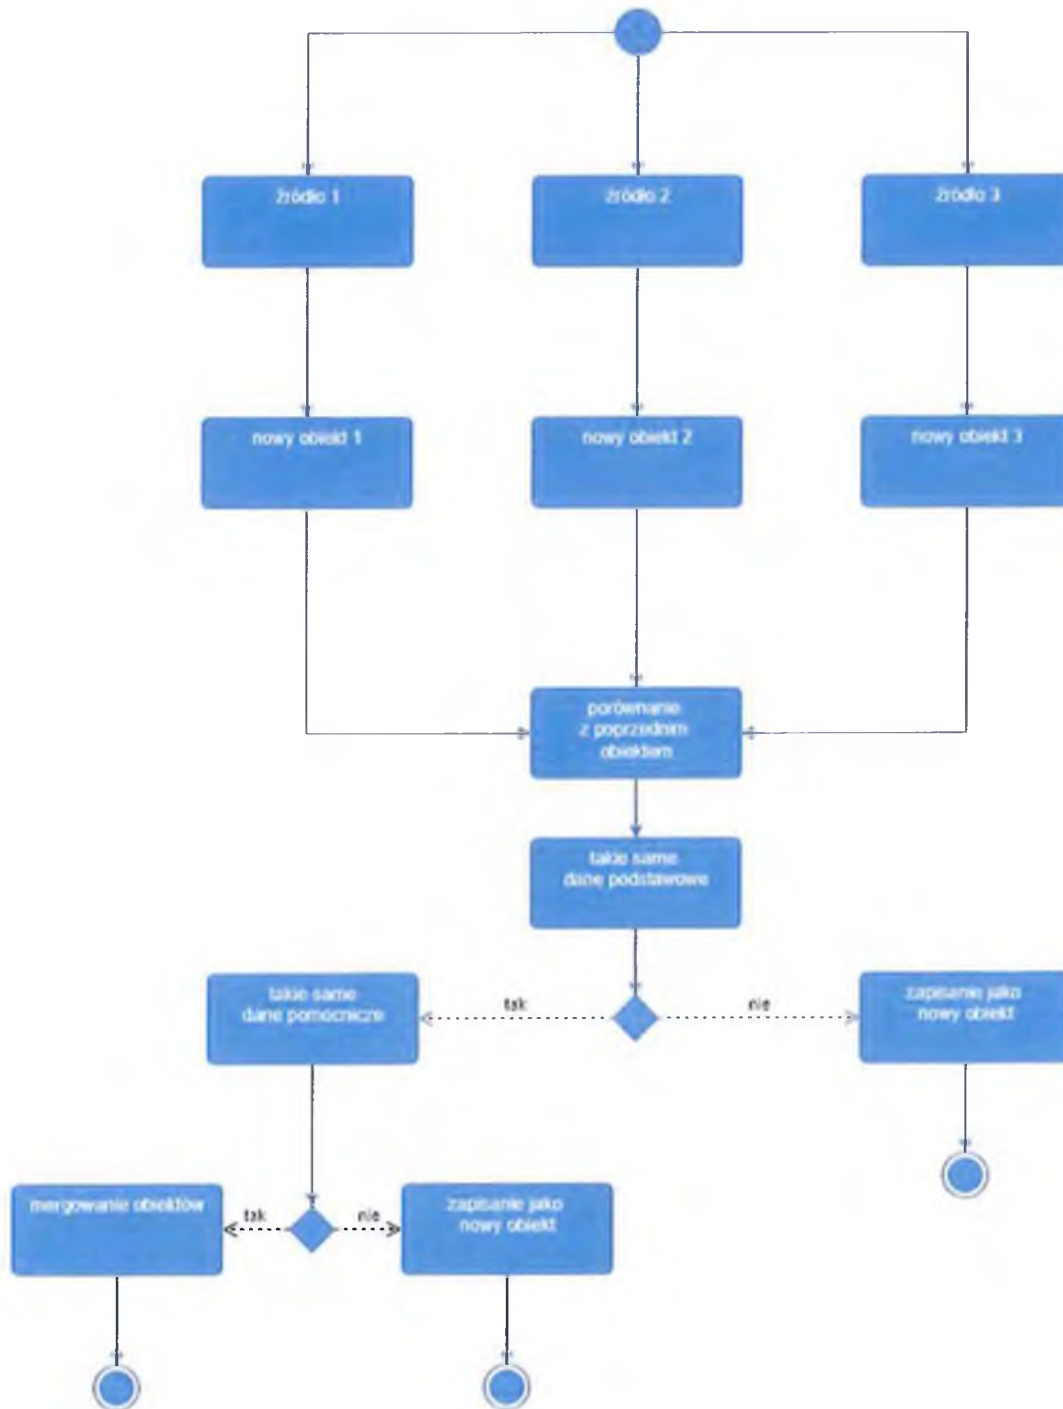 źródło 1
źródło 2
źródło 3
nowy obiekt 1
nowy obiekt 2
nowy obiekt 3
porównanie
z poprzednim
obiektem
takie same
dane podstawowe
takie same
dane pomocnicze
tak
nie
zapisanie jako
nowy obiekt
mergowanie obiektów
tak
nie
zapisanie jako
nowy obiekt